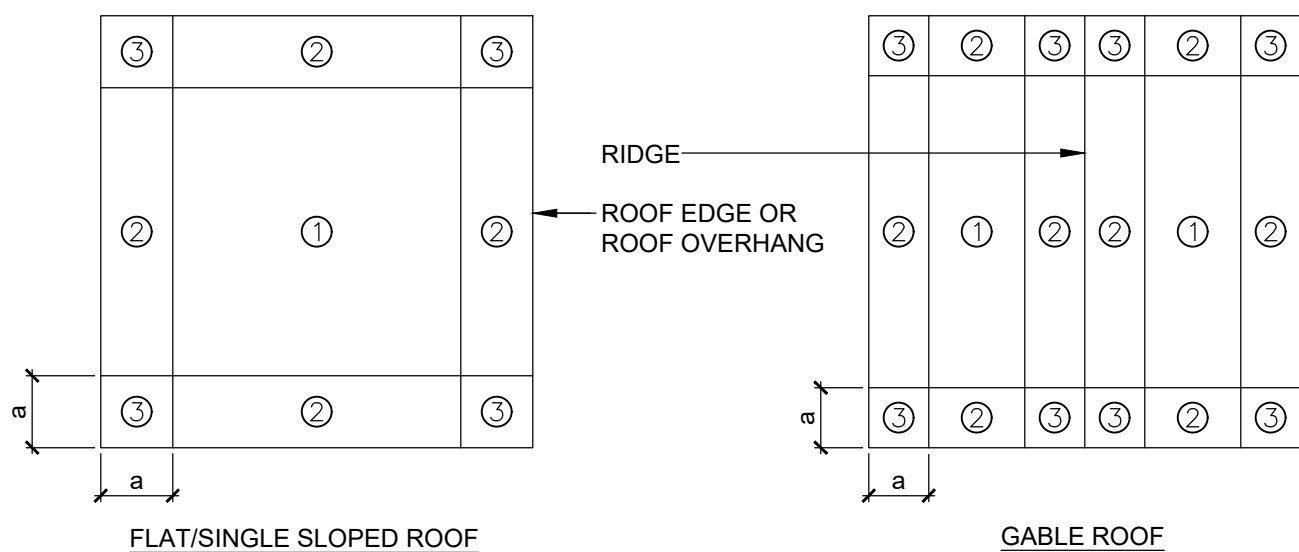 ③ ② ③
② ① ②
③ ② ③
a
a
FLAT/SINGLE SLOPED ROOF
RIDGE
ROOF EDGE OR
ROOF OVERHANG
③ ② ③ ③ ② ③
② ① ② ② ① ②
③ ② ③ ③ ② ③
a
a
GABLE ROOF